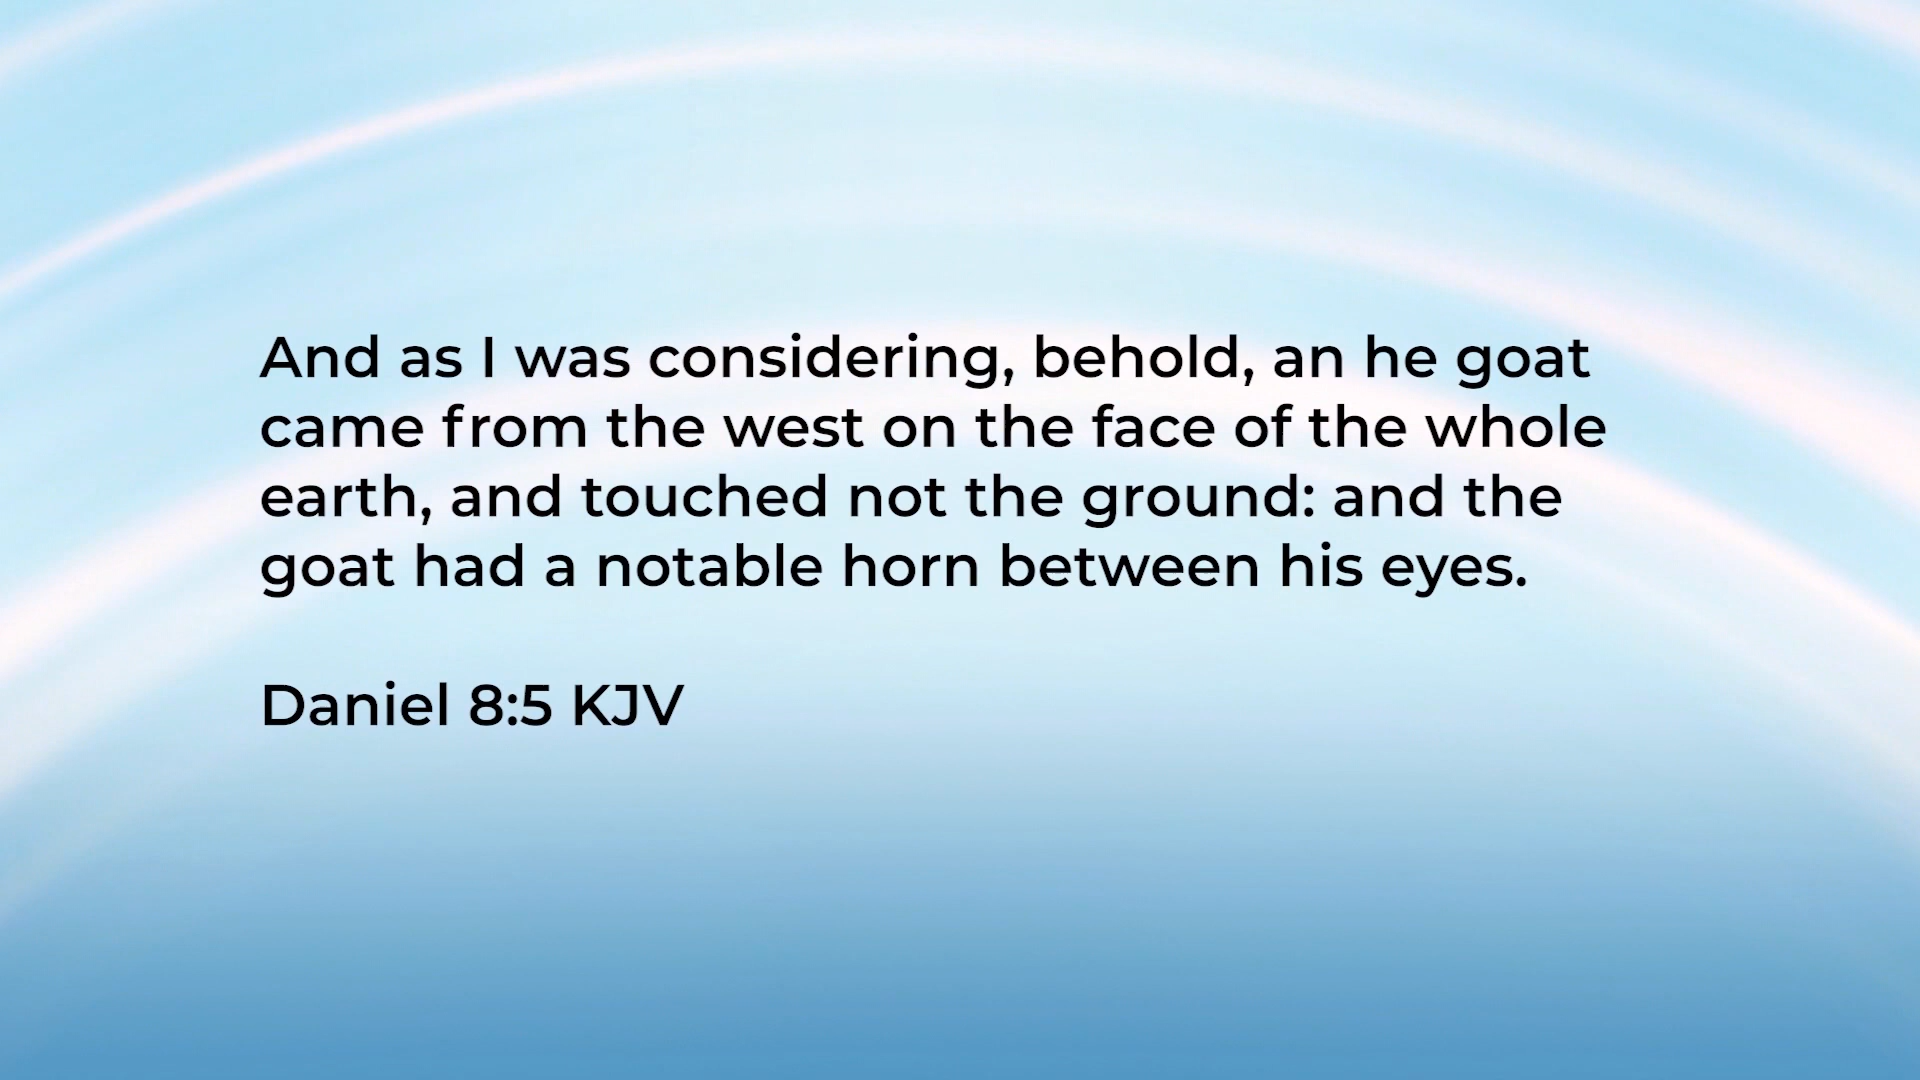 And as I was considering, behold, an he goat
came from the west on the face of the whole
earth, and touched not the ground: and the
goat had a notable horn between his eyes.
Daniel 8:5 KJV